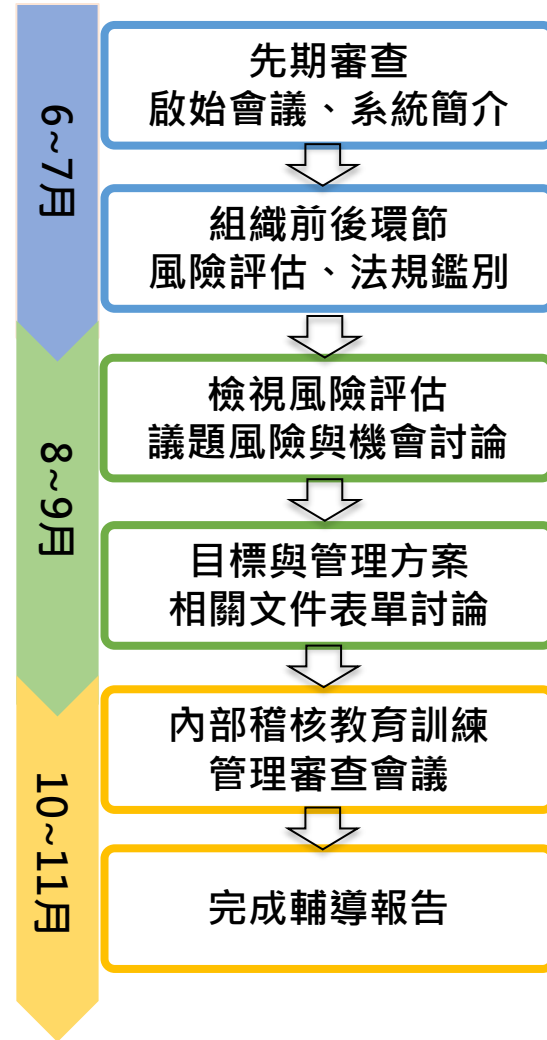 6~7月
先期審查
啟始會議、系統簡介
組織前後環節
風險評估、法規鑑別
8~9月
檢視風險評估
議題風險與機會討論
目標與管理方案
相關文件表單討論
10~11月
內部稽核教育訓練
管理審查會議
完成輔導報告